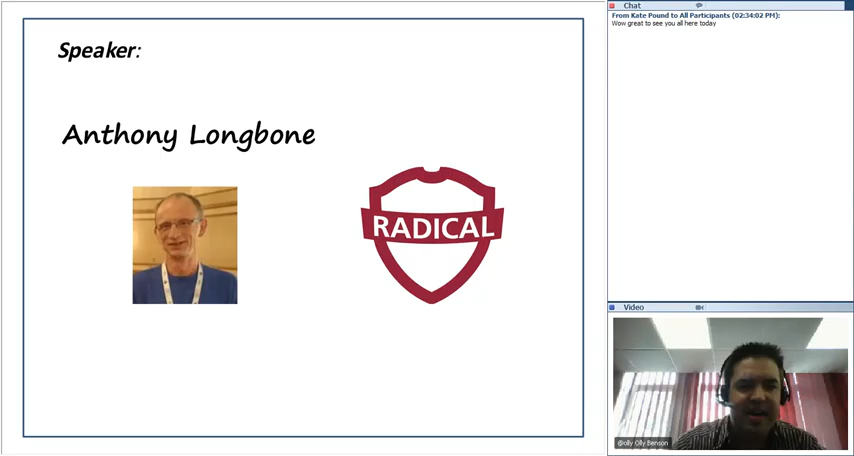 Speaker:
Anthony Longbone
RADICAL
Chat
From Kate Pound to All Participants (02:34:02 PM):
Wow great to see you all here today
Video
@olly Olly Benson